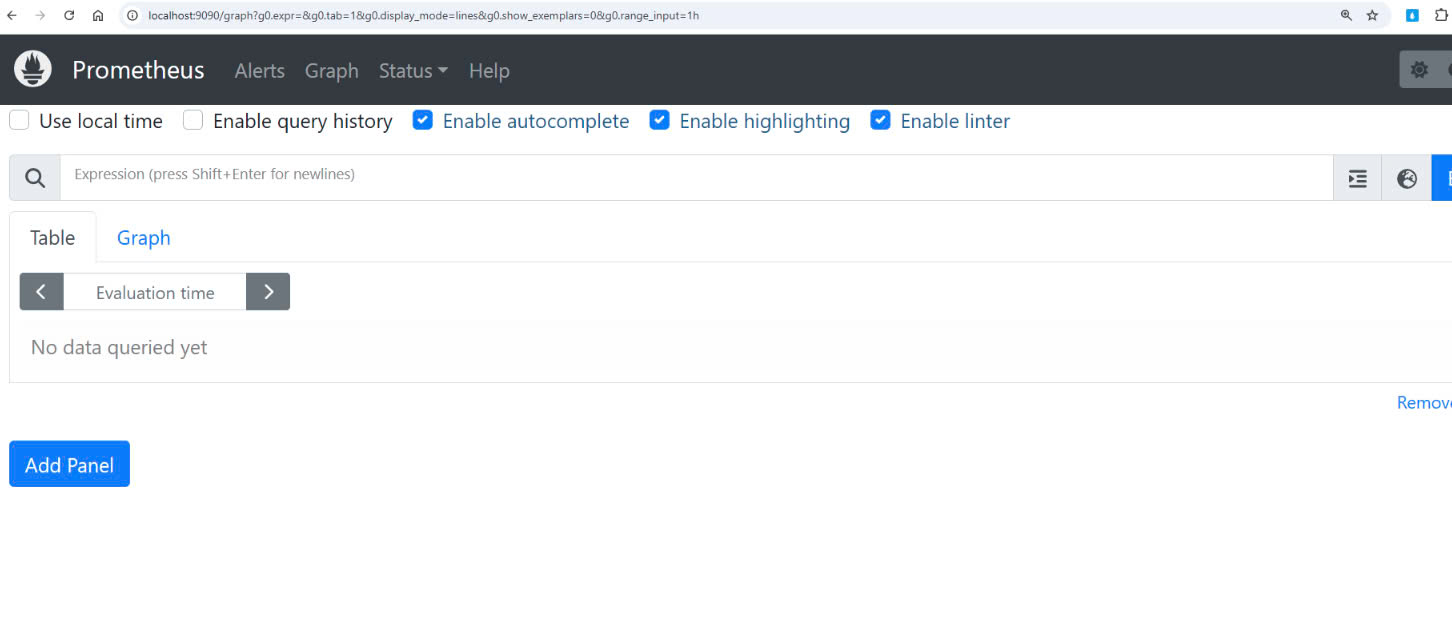 localhost:9090/graph?g0.expr=&g0.tab=1&g0.display_mode=lines&g0.show_exemplars=0&g0.range_input=1h
Prometheus Alerts Graph Status Help
Use local time Enable query history Enable autocomplete Enable highlighting Enable linter
Expression (press Shift+Enter for newlines)
Table Graph
Evaluation time
No data queried yet
Remove
Add Panel